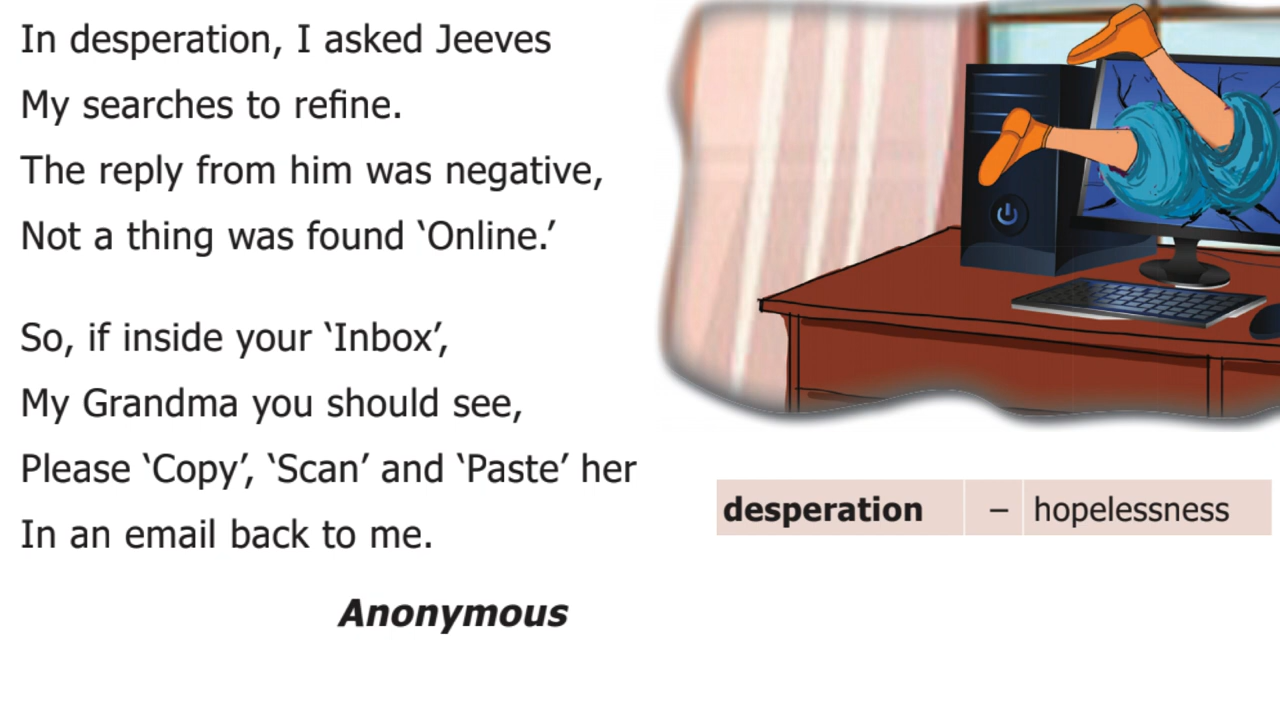 In desperation, I asked Jeeves
My searches to refine.
The reply from him was negative,
Not a thing was found ‘Online.’
So, if inside your ‘Inbox’,
My Grandma you should see,
Please ‘Copy’, ‘Scan’ and ‘Paste’ her
In an email back to me.
Anonymous
desperation – hopelessness